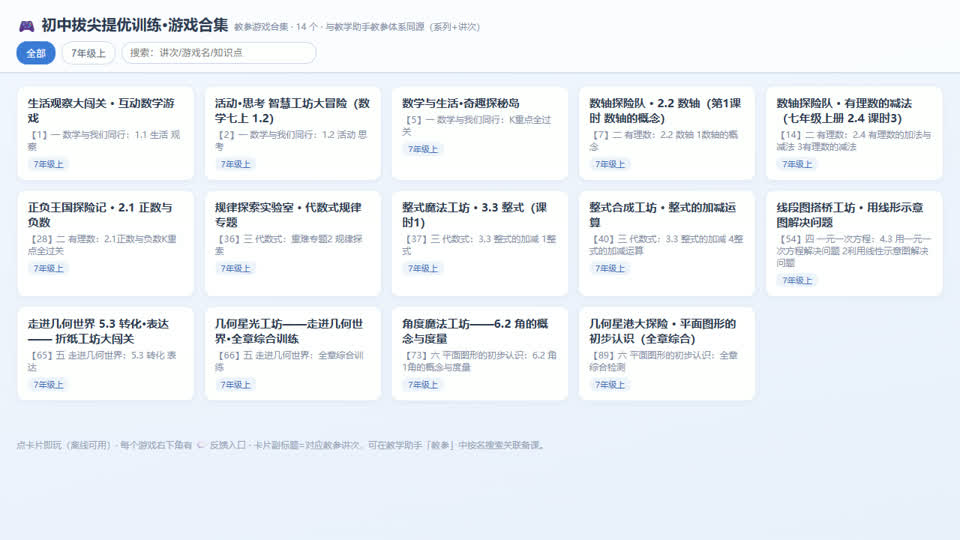 🎮 初中拔尖提优训练·游戏合集 教参游戏合集 · 14 个 · 与教学助手教参体系同源（系列+讲次）
全部 7年级上 搜索：讲次/游戏名/知识点
生活观察大闯关 · 互动数学游
戏
【1】一 数学与我们同行：1.1 生活 观
察
7年级上
活动·思考 智慧工坊大冒险（数
学七上 1.2）
【2】一 数学与我们同行：1.2 活动 思
考
7年级上
数学与生活·奇趣探秘岛
【5】一 数学与我们同行：K重点全过
关
7年级上
数轴探险队 · 2.2 数轴（第1课
时 数轴的概念）
【7】二 有理数：2.2 数轴 1数轴的概
念
7年级上
数轴探险队 · 有理数的减法
（七年级上册 2.4 课时3）
【14】二 有理数：2.4 有理数的加法与
减法 3有理数的减法
7年级上
正负王国探险记 · 2.1 正数与
负数
【28】二 有理数：2.1正数与负数K重
点全过关
7年级上
规律探索实验室 · 代数式规律
专题
【36】三 代数式：重难专题2 规律探
索
7年级上
整式魔法工坊 · 3.3 整式（课
时1）
【37】三 代数式：3.3 整式的加减 1整
式
7年级上
整式合成工坊 · 整式的加减运
算
【40】三 代数式：3.3 整式的加减 4整
式的加减运算
7年级上
线段图搭桥工坊 · 用线形示意
图解决问题
【54】四 一元一次方程：4.3 用一元一
次方程解决问题 2利用线性示意图解决
问题
7年级上
走进几何世界 5.3 转化·表达
—— 折纸工坊大闯关
【65】五 走进几何世界：5.3 转化 表
达
7年级上
几何星光工坊——走进几何世
界·全章综合训练
【66】五 走进几何世界：全章综合训
练
7年级上
角度魔法工坊——6.2 角的概
念与度量
【73】六 平面图形的初步认识：6.2 角
1角的概念与度量
7年级上
几何星港大探险 · 平面图形的
初步认识（全章综合）
【89】六 平面图形的初步认识：全章
综合检测
7年级上
点卡片即玩（离线可用）· 每个游戏右下角有 反馈入口 · 卡片副标题=对应教参讲次，可在教学助手「教参」中按名搜索关联备课。